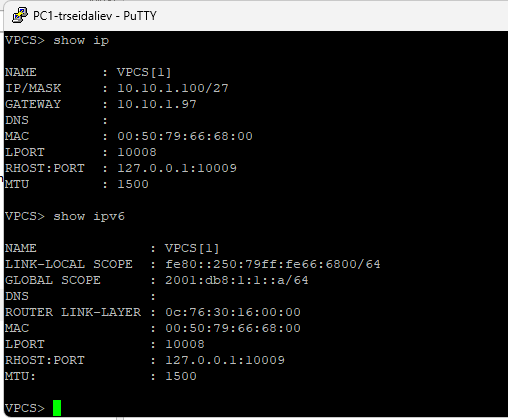 PC1-trseidaliev - PuTTY
VPCS> show ip
NAME : VPCS[1]
IP/MASK : 10.10.1.100/27
GATEWAY : 10.10.1.97
DNS :
MAC : 00:50:79:66:68:00
LPORT : 10008
RHOST:PORT : 127.0.0.1:10009
MTU : 1500
VPCS> show ipv6
NAME : VPCS[1]
LINK-LOCAL SCOPE : fe80::250:79ff:fe66:6800/64
GLOBAL SCOPE : 2001:db8:1:1::a/64
DNS :
ROUTER LINK-LAYER : 0c:76:30:16:00:00
MAC : 00:50:79:66:68:00
LPORT : 10008
RHOST:PORT : 127.0.0.1:10009
MTU: : 1500
VPCS>